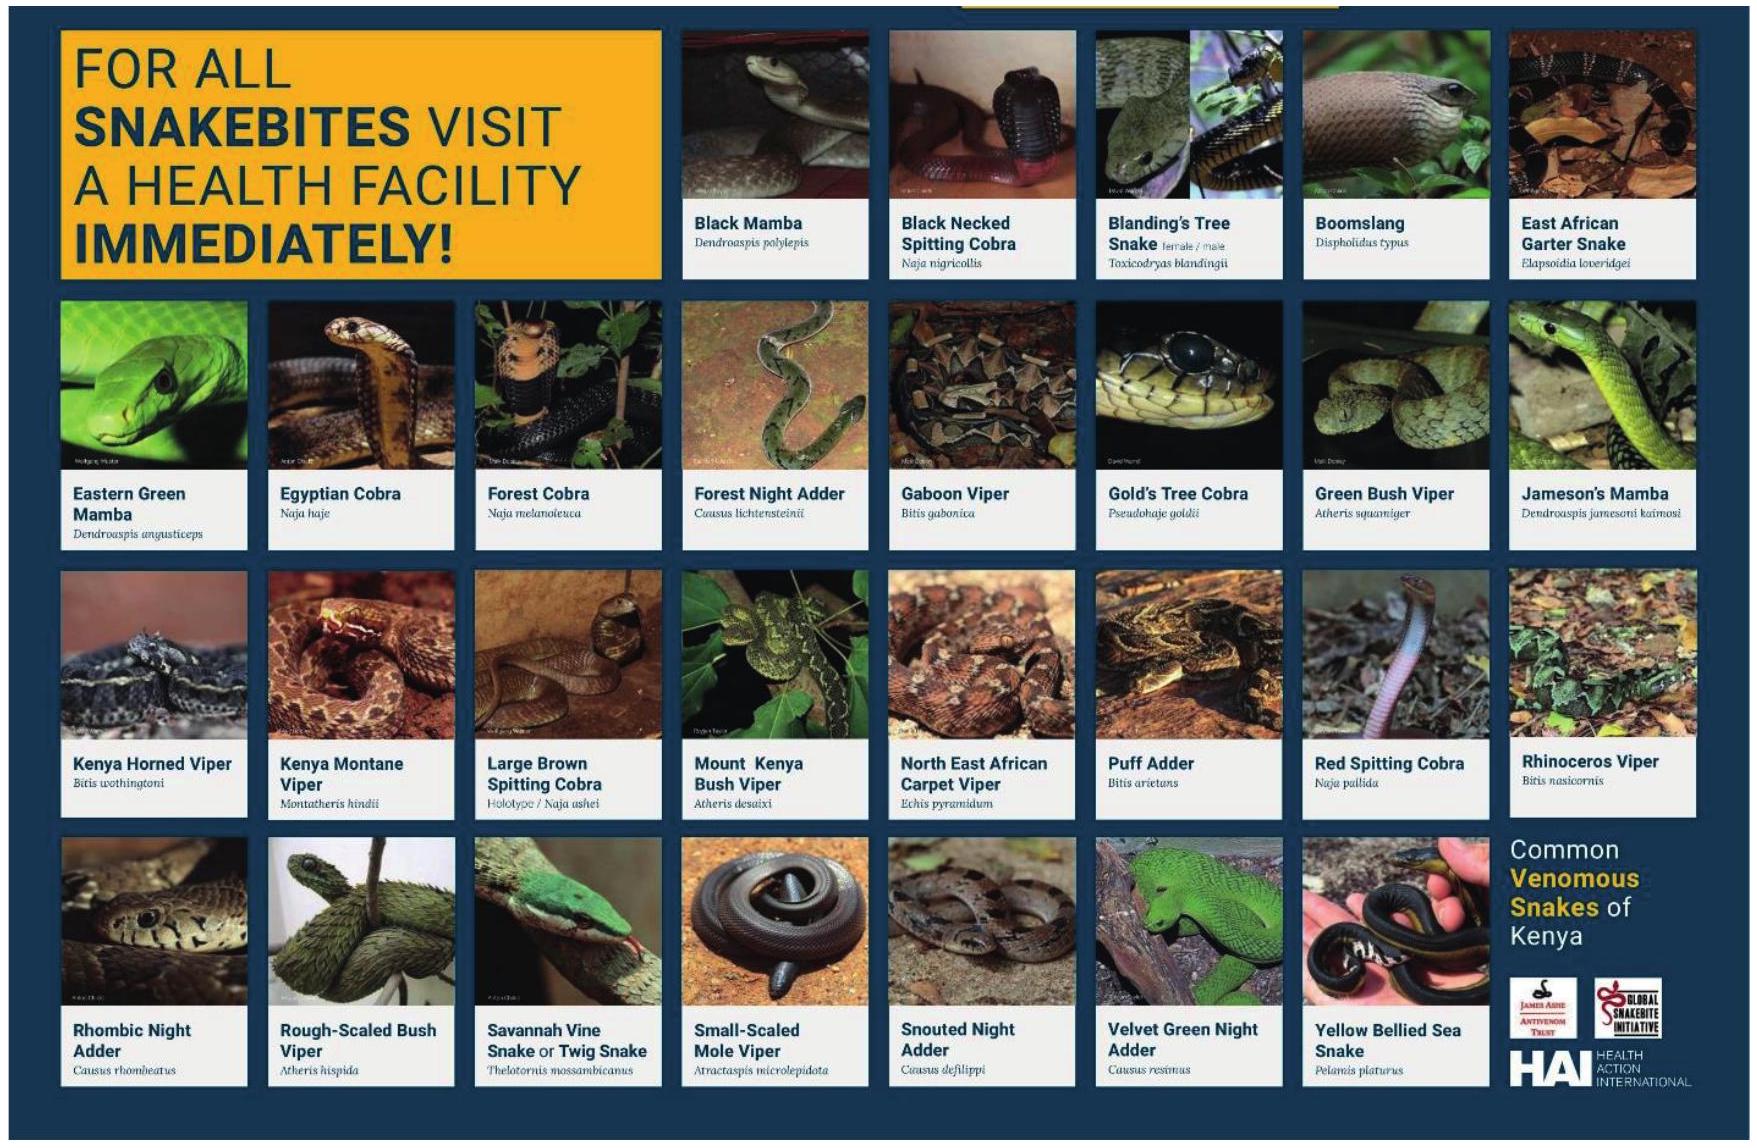 FOR ALL
SNAKEBITES VISIT
A HEALTH FACILITY
IMMEDIATELY!
Black Mamba
Dendroaspis polylepis
Black Necked
Spitting Cobra
Naja nigricollis
Blanding's Tree
Snake female / male
Toxicodryas blandingii
Boomslang
Dispholidus typus
East African
Garter Snake
Elapsoidia loveridgei
Eastern Green
Mamba
Dendroaspis angusticeps
Egyptian Cobra
Naja haje
Forest Cobra
Naja melanoleuca
Forest Night Adder
Causus lichtensteinii
Gaboon Viper
Bitis gabonica
Gold's Tree Cobra
Pseudohaje goldii
Green Bush Viper
Atheris squamiger
Jameson's Mamba
Dendroaspis jamesoni kaimosi
Kenya Horned Viper
Bitis wothingtoni
Kenya Montane
Viper
Montatheris hindii
Large Brown
Spitting Cobra
Holotype / Naja ashei
Mount Kenya
Bush Viper
Atheris desaixi
North East African
Carpet Viper
Echis pyramidum
Puff Adder
Bitis arietans
Red Spitting Cobra
Naja pallida
Rhinoceros Viper
Bitis nasicornis
Rhombic Night
Adder
Causus rhombeatus
Rough-Scaled Bush
Viper
Atheris hispida
Savannah Vine
Snake or Twig Snake
Thelotornis mossambicanus
Small-Scaled
Mole Viper
Atractaspis microlepidota
Snouted Night
Adder
Causus defilippi
Velvet Green Night
Adder
Causus resimus
Yellow Bellied Sea
Snake
Pelamis platurus
Common
Venomous
Snakes of
Kenya
JAMES ASHE
ANTIVENOM
TRUST
GLOBAL
SNAKEBITE
INITIATIVE
HAI
HEALTH
ACTION
INTERNATIONAL